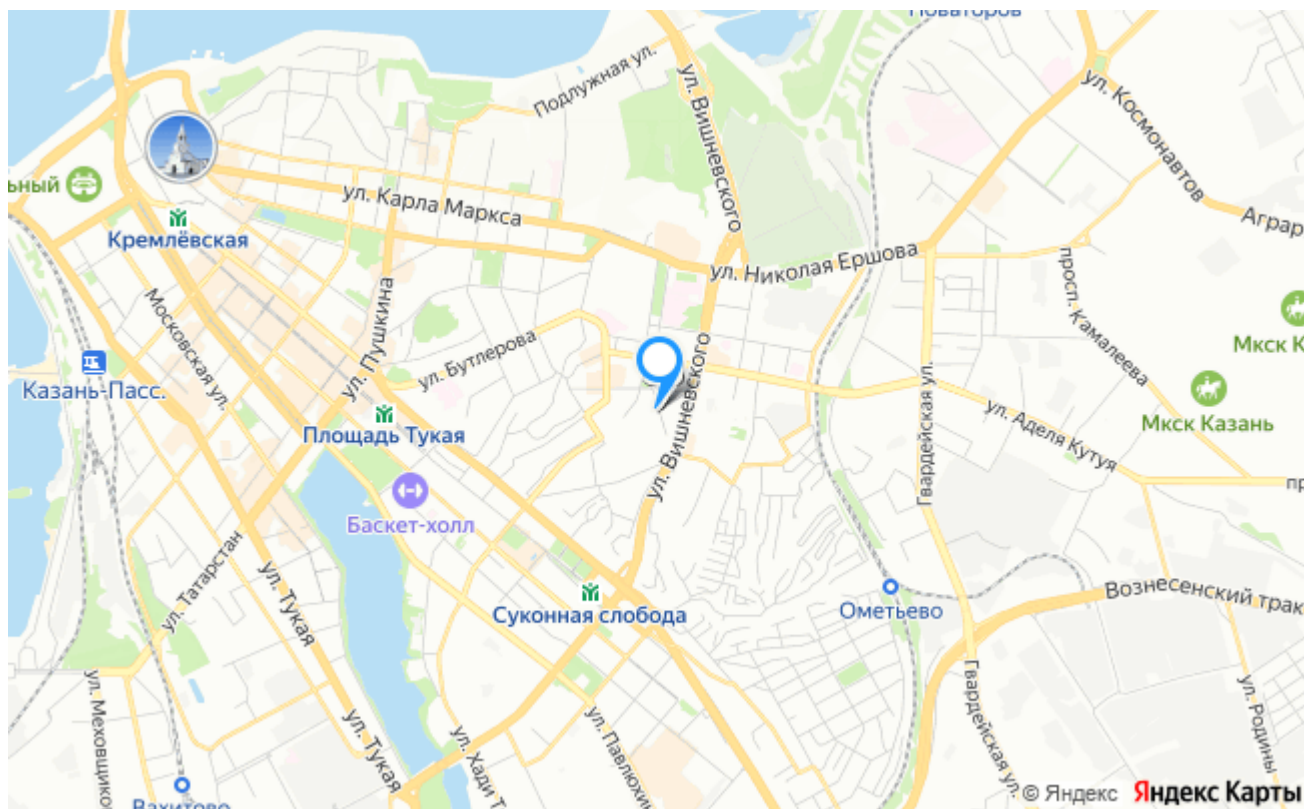 Новаторов
Подлужная ул.
ул. Вишневского
ул. Космонавтов
ьный
ул. Карла Маркса
Аграр
Кремлёвская
ул. Николая Ершова
просп. Камалеева
Московская ул.
ул. Пушкина
ул. Бутлерова
ул. Вишневского
Мкск К
Казань-Пасс.
Гвардейская ул.
ул. Аделя Кутуя
Мкск Казань
Площадь Тукая
пр
Баскет-холл
ул. Татарстан
ул. Тукая
Суконная слобода
Ометьево
Вознесенский трак
ул. Меховщиков
ул. Тукая
ул. Хади Т
ул. Павлюхин
Гвардейская ул.
ул. Родины
Вахитово
© Яндекс Яндекс Карты